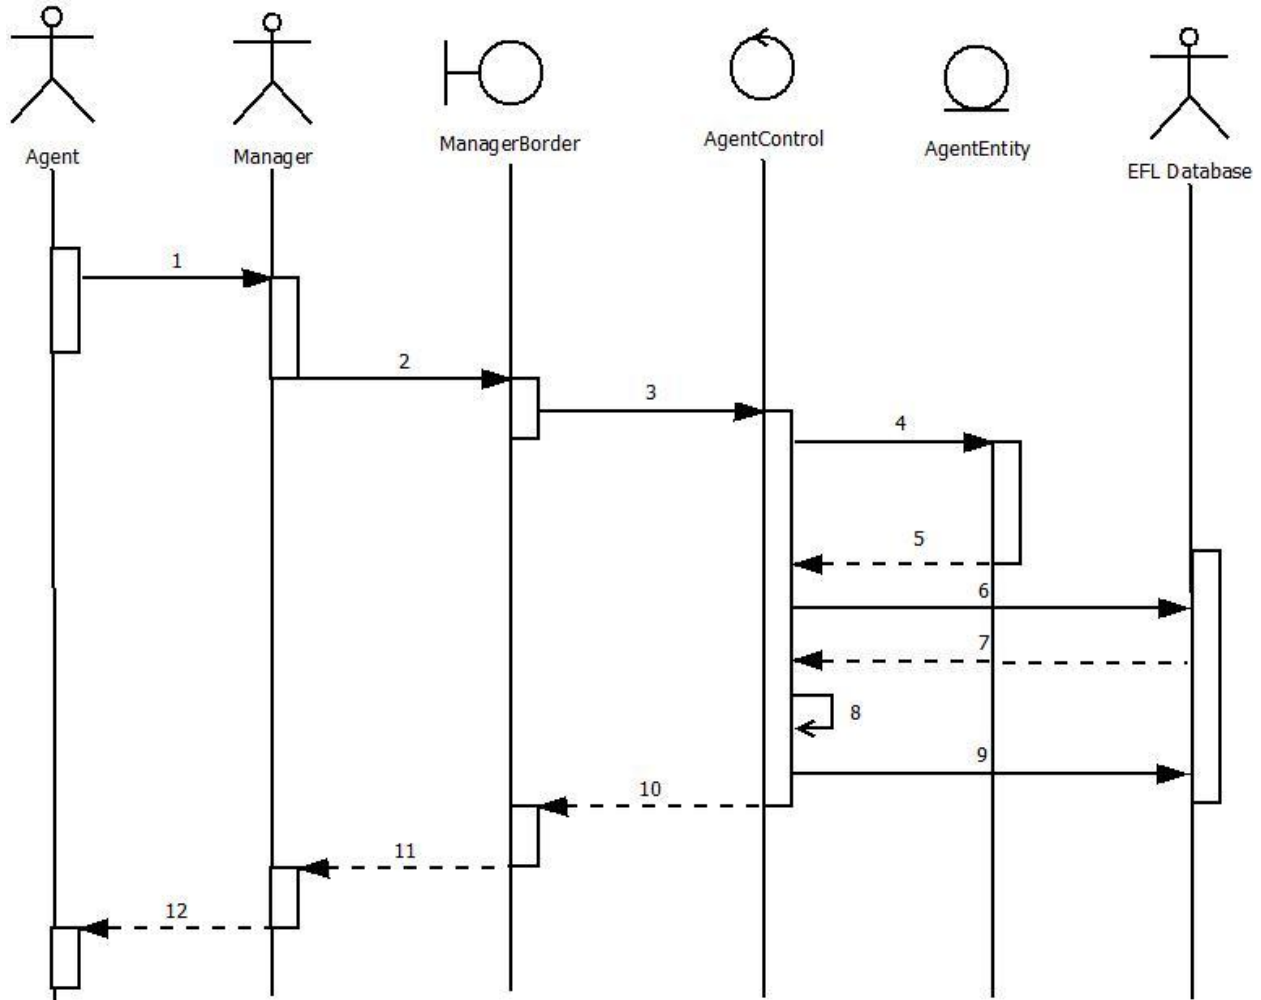 Agent
Manager
ManagerBorder
AgentControl
AgentEntity
EFL Database
1
2
3
4
5
6
7
8
9
10
11
12